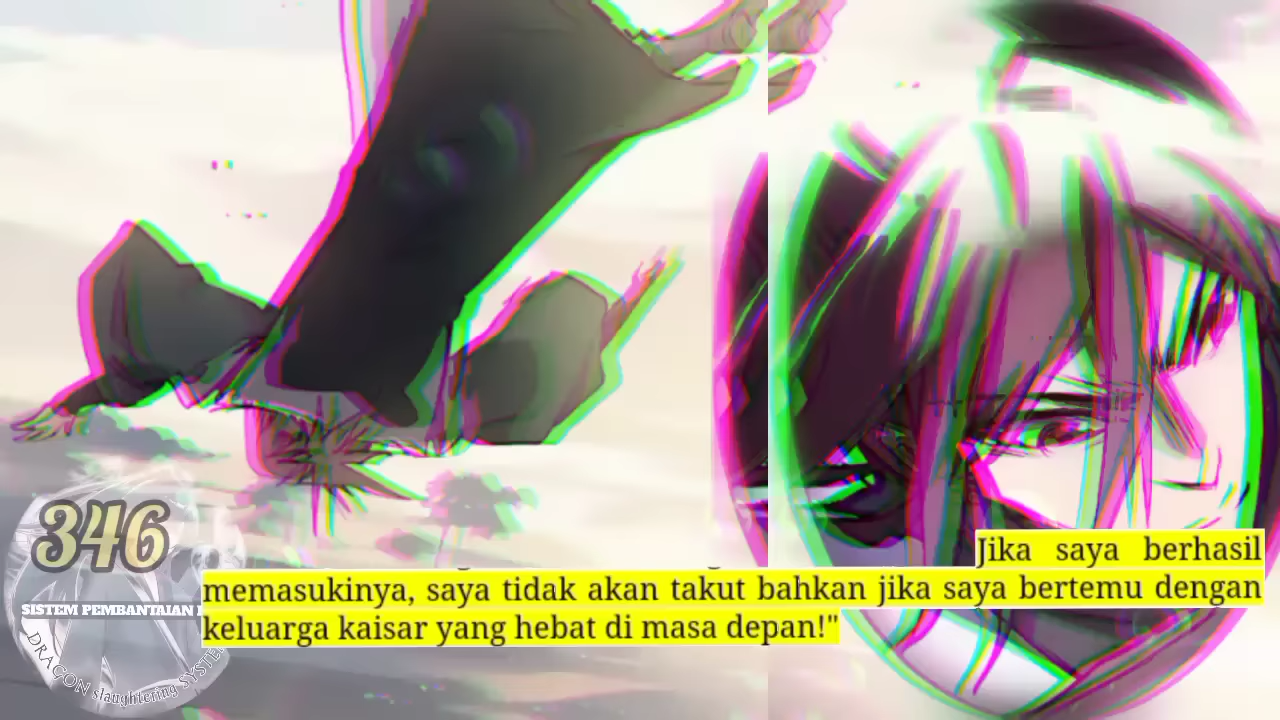 346
SISTEM PEMBANTAIAN
DRAGON slaughtering SYSTEM
Jika saya berhasil
memasukinya, saya tidak akan takut bahkan jika saya bertemu dengan
keluarga kaisar yang hebat di masa depan!"